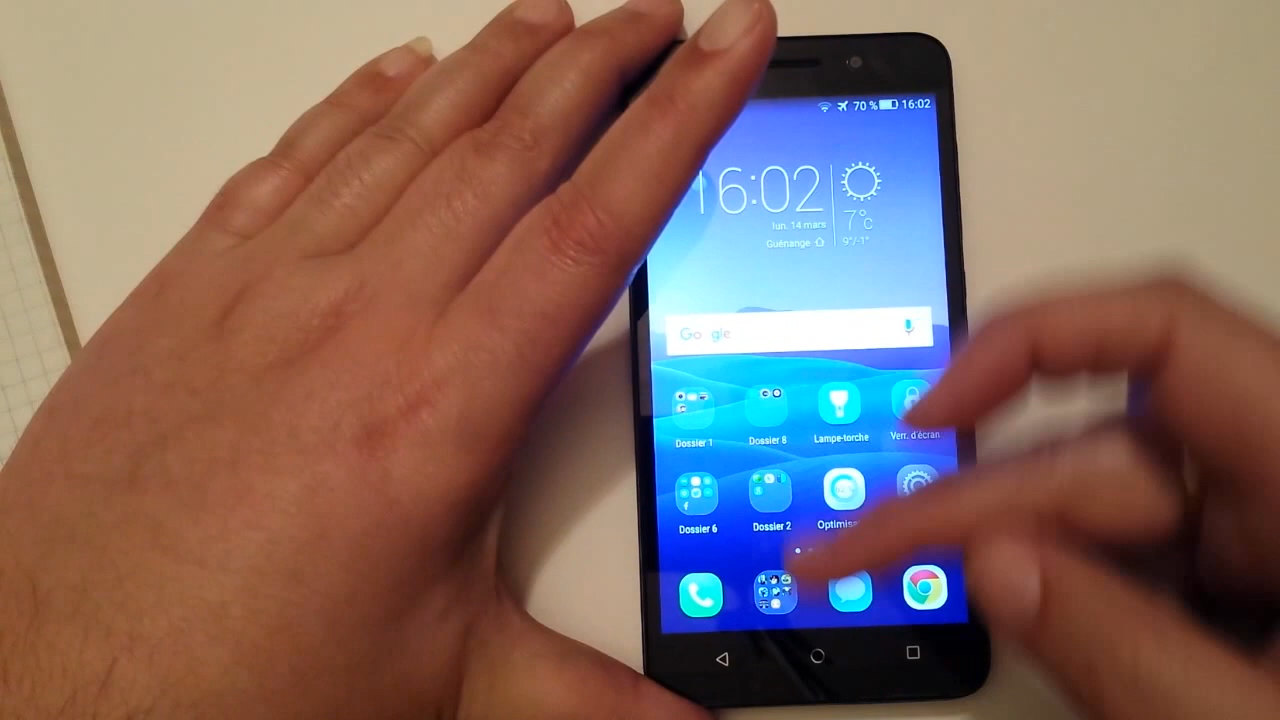 70 % 16:02
16:02
lun. 14 mars
7°c
Guénange
9°/-1°
Google
Dossier 1
Dossier 8
Lampe-torche
Verr. d'écran
Dossier 6
Dossier 2